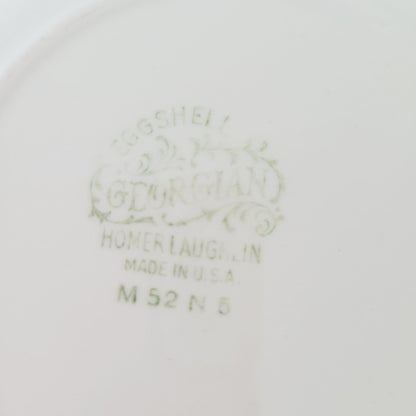 EGGSHELL
GEORGIAN
HOMER LAUGHLIN
MADE IN U.S.A.
M 52 N 5